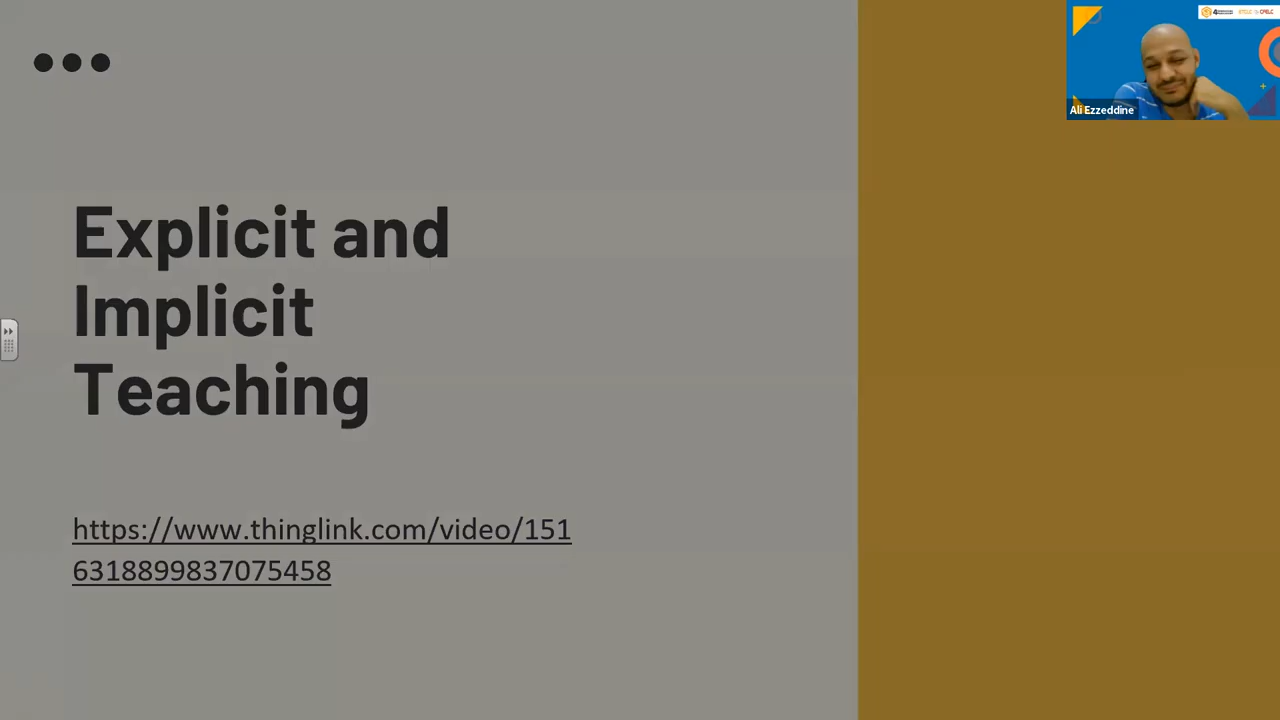 Explicit and
Implicit
Teaching
https://www.thinglink.com/video/151
6318899837075458
Ali Ezzeddine